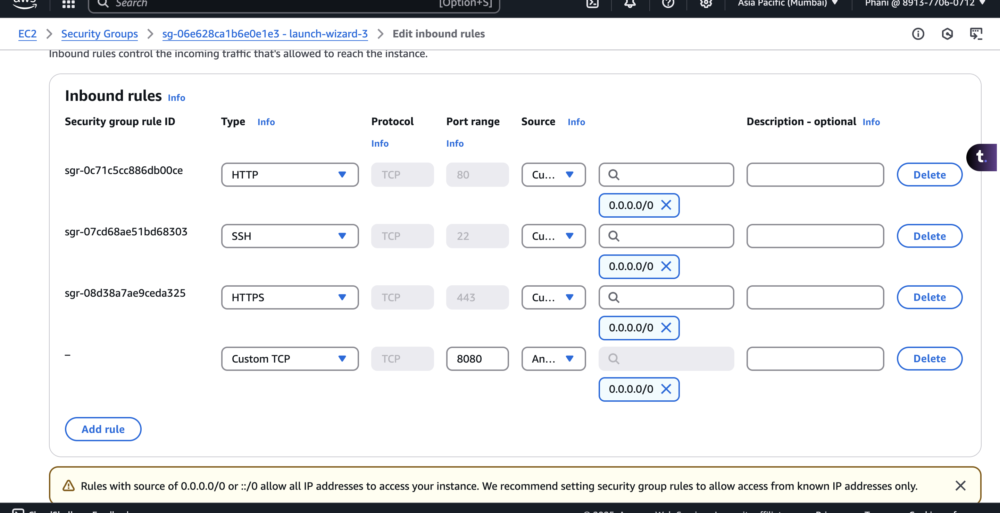 aws
Search [Option+S] Asia Pacific (Mumbai) Phani @ 8913-7706-0712
EC2 Security Groups sg-06e628ca1b6e0e1e3 - launch-wizard-3 Edit inbound rules
Inbound rules control the incoming traffic that's allowed to reach the instance.
Inbound rules Info
Security group rule ID Type Info Protocol Port range Source Info Description - optional Info
Info Info
sgr-0c71c5cc886db00ce HTTP TCP 80 Cu... Delete
0.0.0.0/0
sgr-07cd68ae51bd68303 SSH TCP 22 Cu... Delete
0.0.0.0/0
sgr-08d38a7ae9ceda325 HTTPS TCP 443 Cu... Delete
0.0.0.0/0
– Custom TCP TCP 8080 An... Delete
0.0.0.0/0
t.
Add rule
Rules with source of 0.0.0.0/0 or ::/0 allow all IP addresses to access your instance. We recommend setting security group rules to allow access from known IP addresses only.